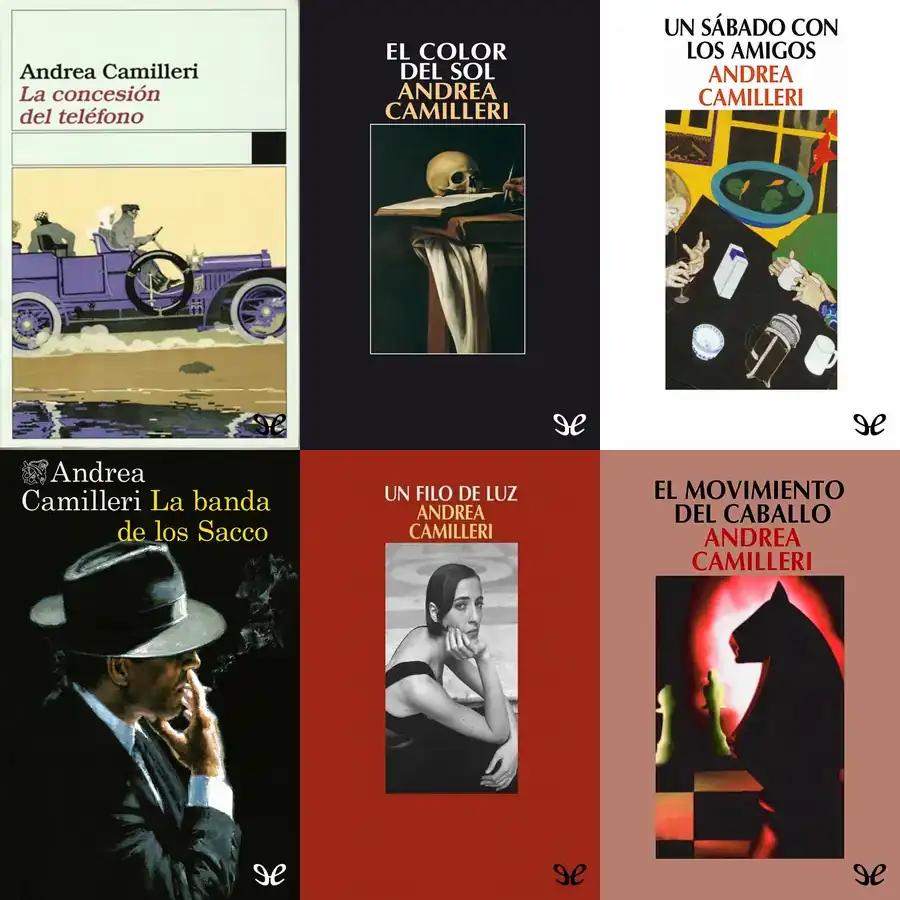 Andrea Camilleri
La concesión
del teléfono
EL COLOR
DEL SOL
ANDREA
CAMILLERI
UN SÁBADO CON
LOS AMIGOS
ANDREA
CAMILLERI
Andrea
Camilleri La banda
de los Sacco
UN FILO DE LUZ
ANDREA
CAMILLERI
EL MOVIMIENTO
DEL CABALLO
ANDREA
CAMILLERI